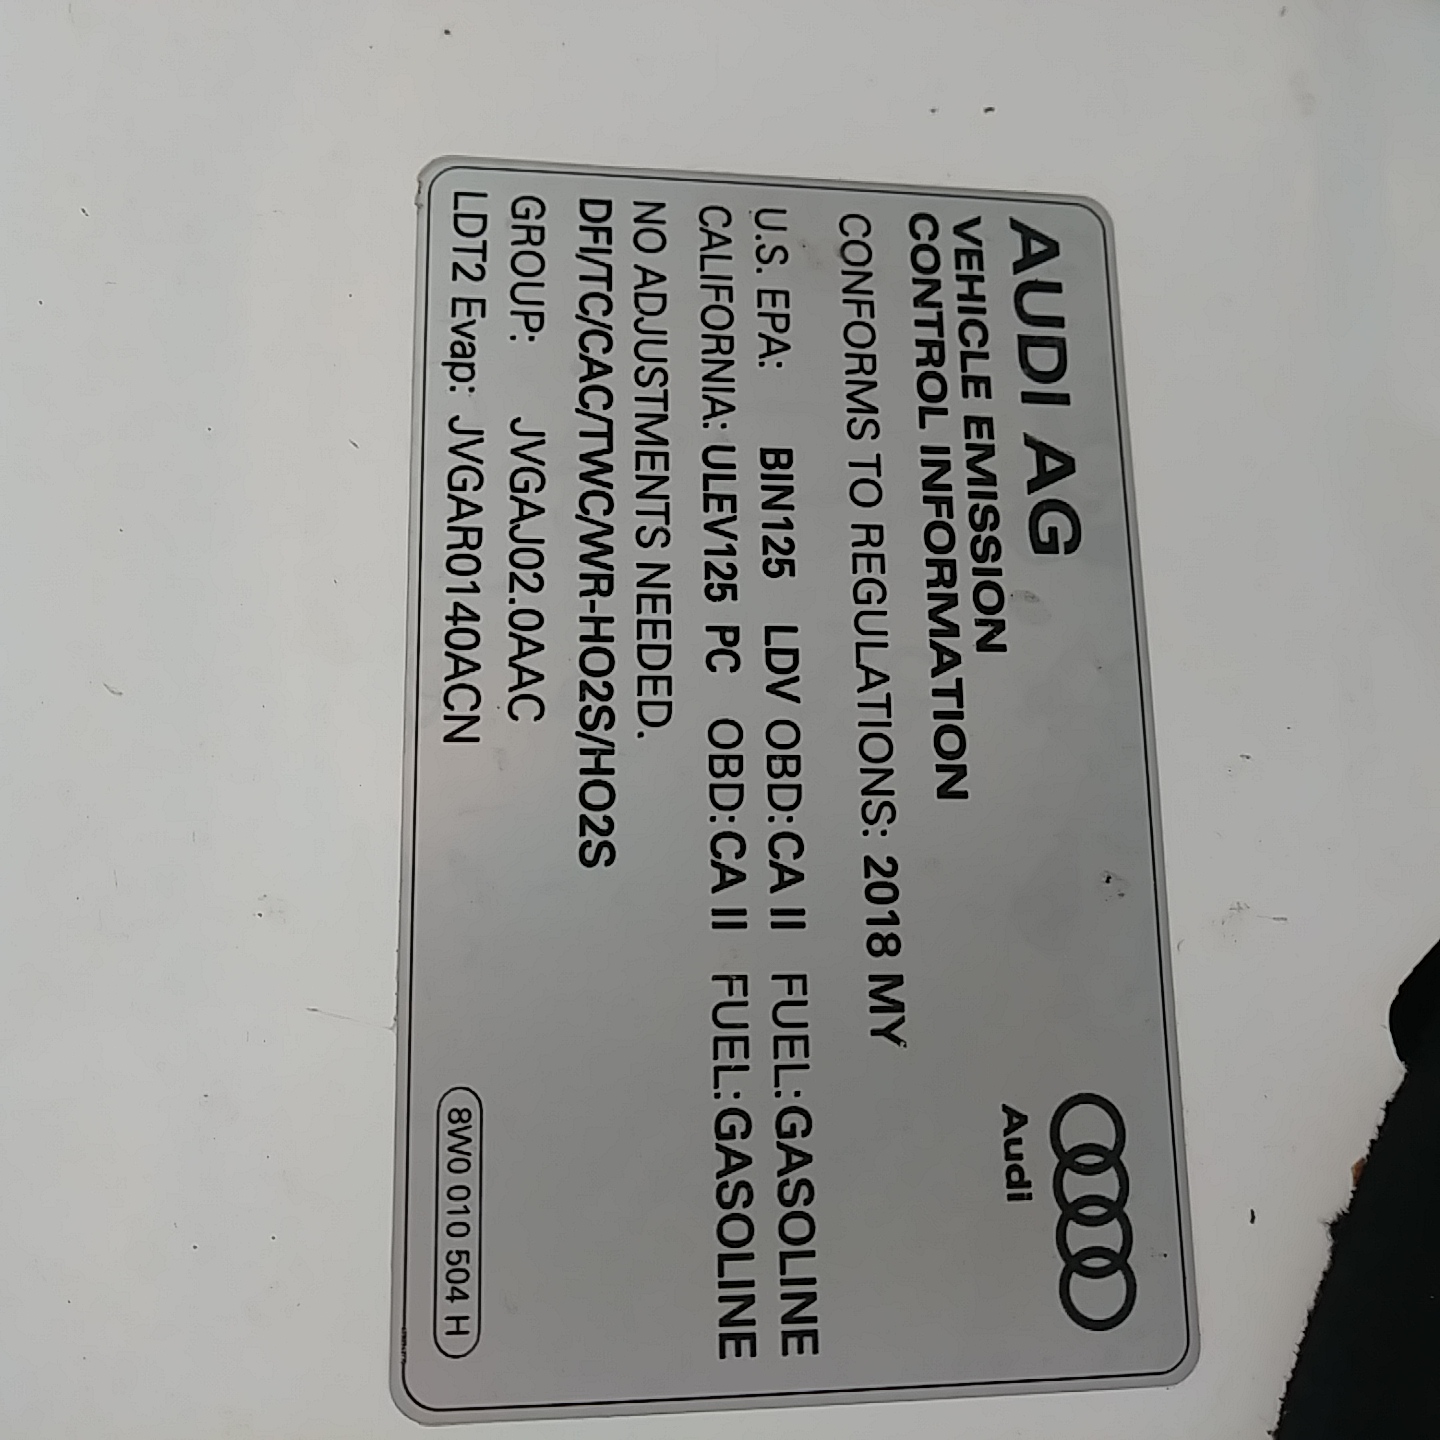 AUDI AG
VEHICLE EMISSION
CONTROL INFORMATION
Audi
CONFORMS TO REGULATIONS: 2018 MY
U.S. EPA: BIN125 LDV OBD:CA II FUEL:GASOLINE
CALIFORNIA: ULEV125 PC OBD:CA II FUEL:GASOLINE
NO ADJUSTMENTS NEEDED.
DFI/TC/CAC/TWC/WR-HO2S/HO2S
GROUP: JVGAJ02.0AAC
LDT2 Evap: JVGAR0140ACN
8W0 010 504 H